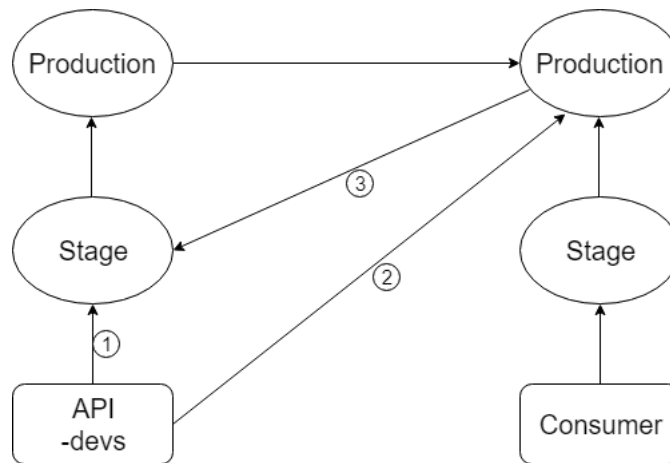 Production
Production
3
Stage
2
Stage
1
API
-devs
Consumer